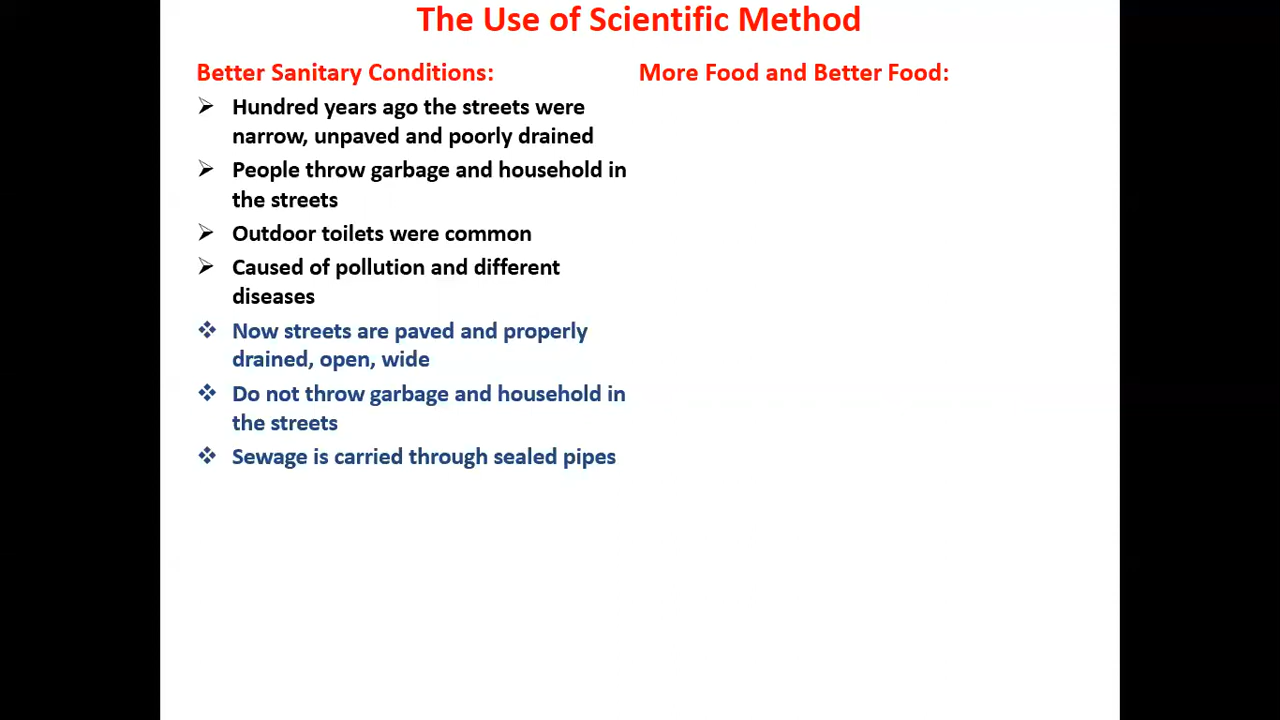 The Use of Scientific Method
Better Sanitary Conditions:
Hundred years ago the streets were
narrow, unpaved and poorly drained
People throw garbage and household in
the streets
Outdoor toilets were common
Caused of pollution and different
diseases
Now streets are paved and properly
drained, open, wide
Do not throw garbage and household in
the streets
Sewage is carried through sealed pipes
More Food and Better Food: